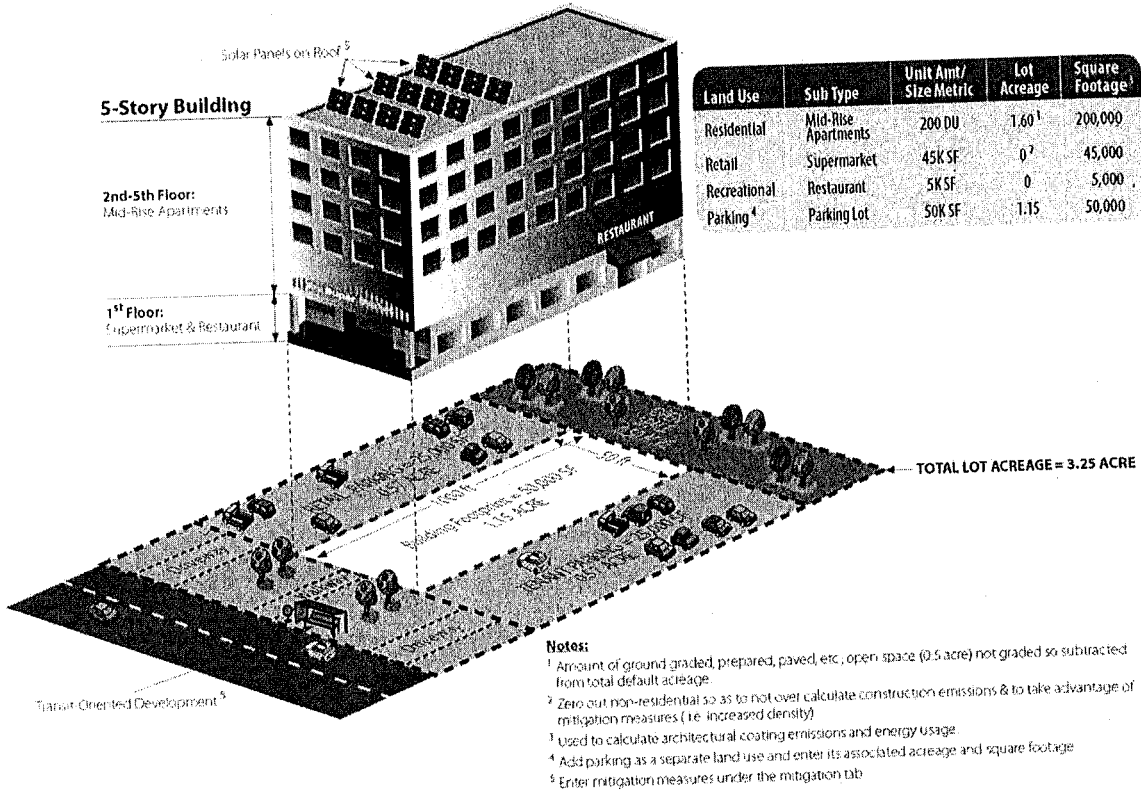 Solar Panels on Roof 5
5-Story Building
2nd-5th Floor:
Mid-Rise Apartments
1st Floor:
Supermarket & Restaurant
RESTAURANT
Land Use Sub Type Unit Amt/ Size Metric Lot Acreage Square Footage3
Residential Mid-Rise Apartments 200 DU 1.60 1 200,000
Retail Supermarket 45K SF 0 2 45,000
Recreational Restaurant 5K SF 0 5,000
Parking 4 Parking Lot 50K SF 1.15 50,000
TOTAL LOT ACREAGE = 3.25 ACRE
50 ft
1000 ft
Building Footprint = 50,000 SF
1.15 ACRE
Driveway
Driveway
Transit-Oriented Development 5
Notes:
1 Amount of ground graded, prepared, paved, etc.; open space (0.5 acre) not graded so subtracted
from total default acreage.
2 Zero out non-residential so as to not over calculate construction emissions & to take advantage of
mitigation measures (i.e. increased density)
3 Used to calculate architectural coating emissions and energy usage
4 Add parking as a separate land use and enter its associated acreage and square footage
5 Enter mitigation measures under the mitigation tab